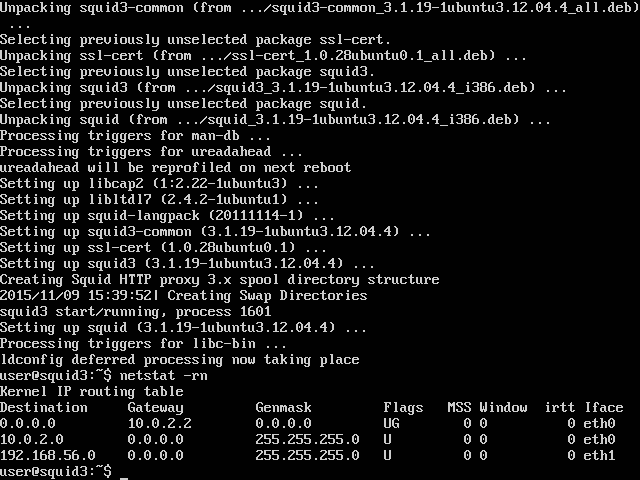 Unpacking squid3-common (from .../squid3-common_3.1.19-1ubuntu3.12.04.4_all.deb)
 ...
Selecting previously unselected package ssl-cert.
Unpacking ssl-cert (from .../ssl-cert_1.0.28ubuntu0.1_all.deb) ...
Selecting previously unselected package squid3.
Unpacking squid3 (from .../squid3_3.1.19-1ubuntu3.12.04.4_i386.deb) ...
Selecting previously unselected package squid.
Unpacking squid (from .../squid_3.1.19-1ubuntu3.12.04.4_i386.deb) ...
Processing triggers for man-db ...
Processing triggers for ureadahead ...
ureadahead will be reprofiled on next reboot
Setting up libcap2 (1:2.22-1ubuntu3) ...
Setting up libltdl7 (2.4.2-1ubuntu1) ...
Setting up squid-langpack (20111114-1) ...
Setting up squid3-common (3.1.19-1ubuntu3.12.04.4) ...
Setting up ssl-cert (1.0.28ubuntu0.1) ...
Setting up squid3 (3.1.19-1ubuntu3.12.04.4) ...
Creating Squid HTTP proxy 3.x spool directory structure
2015/11/09 15:39:52| Creating Swap Directories
squid3 start/running, process 1601
Setting up squid (3.1.19-1ubuntu3.12.04.4) ...
Processing triggers for libc-bin ...
ldconfig deferred processing now taking place
user@squid3:~$ netstat -rn
Kernel IP routing table
Destination     Gateway         Genmask         Flags   MSS Window  irtt Iface
0.0.0.0         10.0.2.2        0.0.0.0         UG        0 0          0 eth0
10.0.2.0        0.0.0.0         255.255.255.0   U         0 0          0 eth0
192.168.56.0    0.0.0.0         255.255.255.0   U         0 0          0 eth1
user@squid3:~$ _